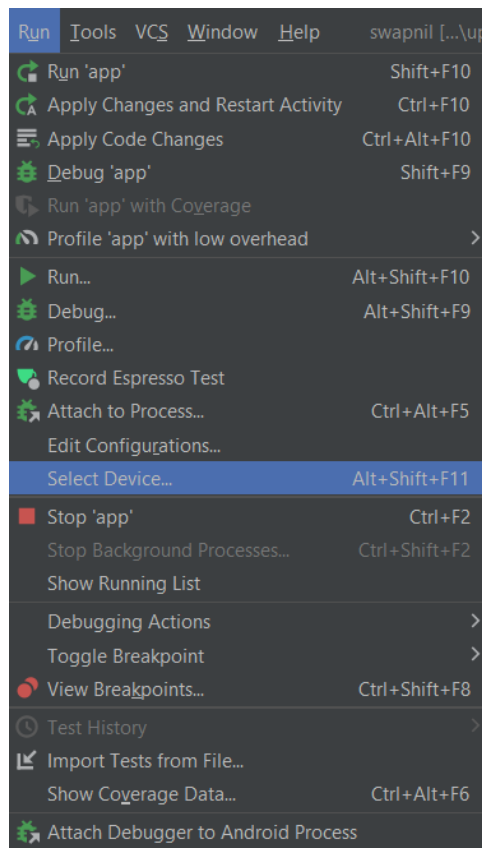 Run Tools VCS Window Help swapnil [...\up
Run 'app' Shift+F10
Apply Changes and Restart Activity Ctrl+F10
Apply Code Changes Ctrl+Alt+F10
Debug 'app' Shift+F9
Run 'app' with Coverage
Profile 'app' with low overhead
Run... Alt+Shift+F10
Debug... Alt+Shift+F9
Profile...
Record Espresso Test
Attach to Process... Ctrl+Alt+F5
Edit Configurations...
Select Device... Alt+Shift+F11
Stop 'app' Ctrl+F2
Stop Background Processes... Ctrl+Shift+F2
Show Running List
Debugging Actions
Toggle Breakpoint
View Breakpoints... Ctrl+Shift+F8
Test History
Import Tests from File...
Show Coverage Data... Ctrl+Alt+F6
Attach Debugger to Android Process